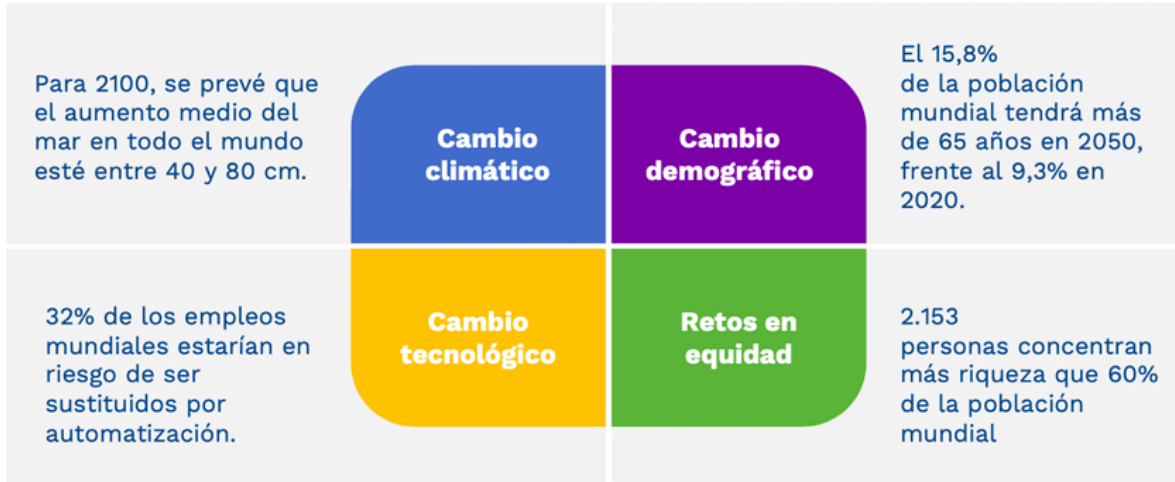 Para 2100, se prevé que
el aumento medio del
mar en todo el mundo
esté entre 40 y 80 cm.
Cambio
climático
Cambio
demográfico
El 15,8%
de la población
mundial tendrá más
de 65 años en 2050,
frente al 9,3% en
2020.
32% de los empleos
mundiales estarían en
riesgo de ser
sustituidos por
automatización.
Cambio
tecnológico
Retos en
equidad
2.153
personas concentran
más riqueza que 60%
de la población
mundial